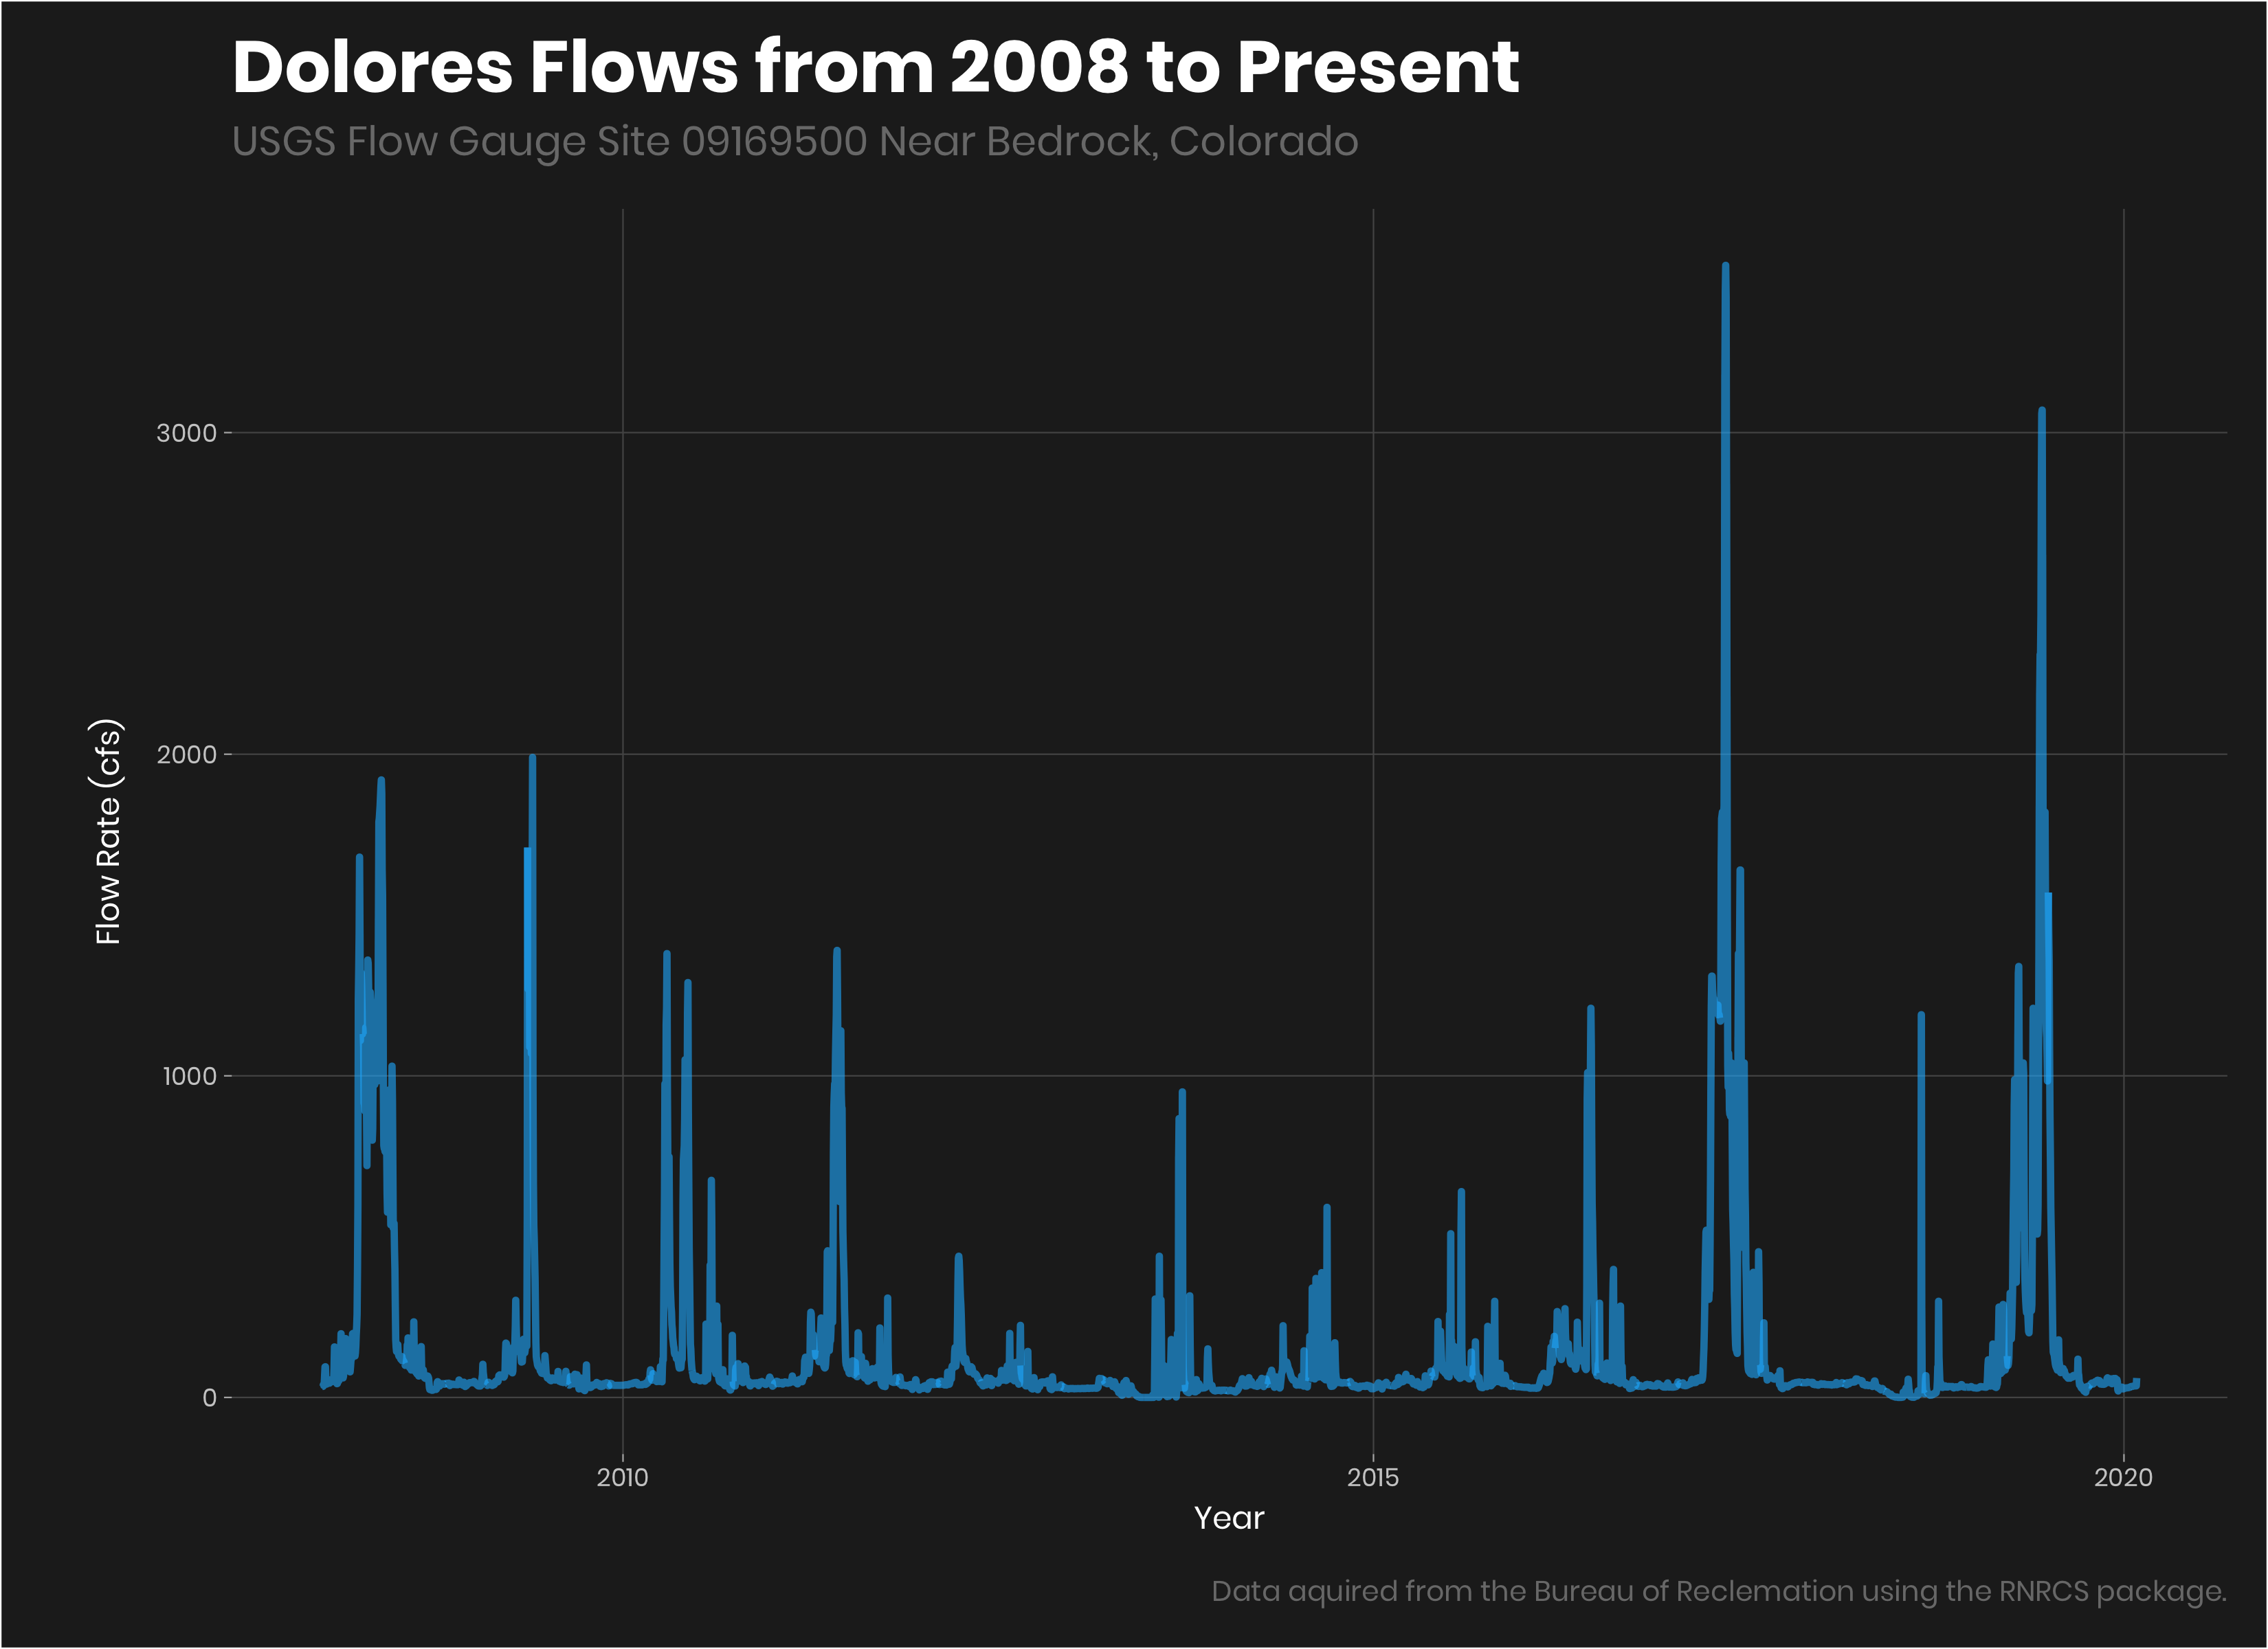 Dolores Flows from 2008 to Present
USGS Flow Gauge Site 09169500 Near Bedrock, Colorado
3000
2000
1000
0
Flow Rate (cfs)
2010 2015 2020
Year
Data aquired from the Bureau of Reclemation using the RNRCS package.